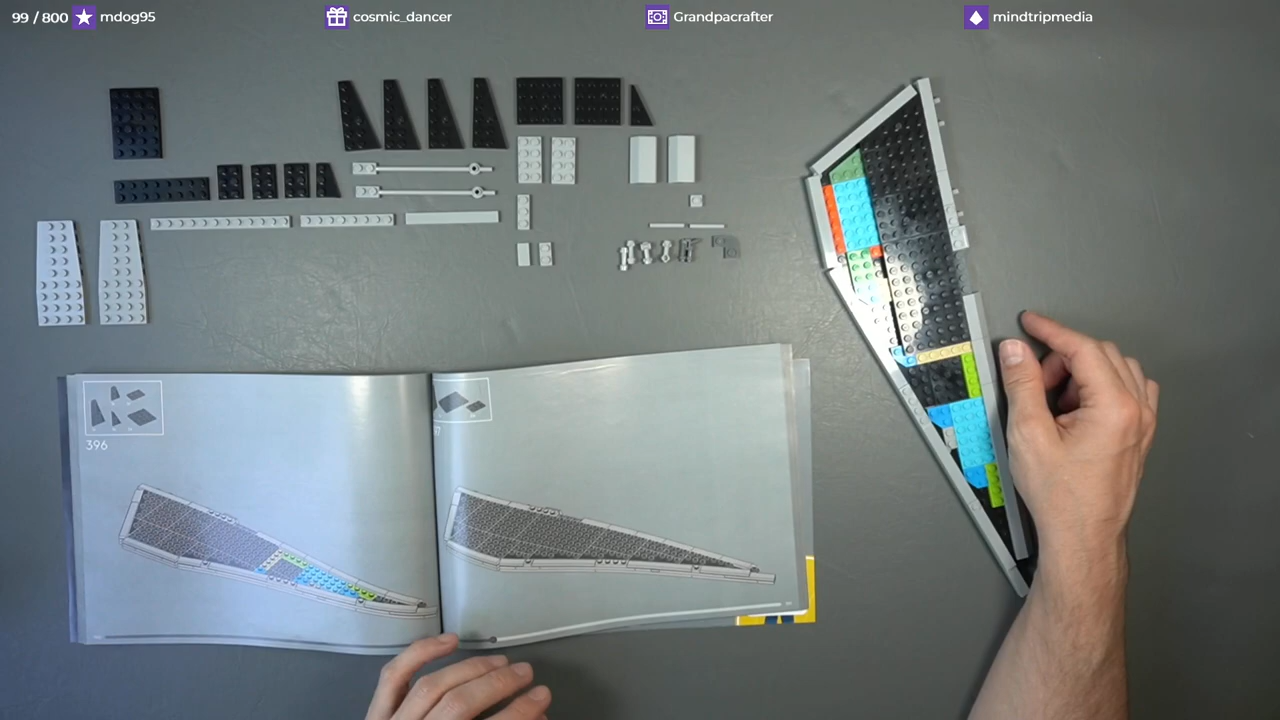 99 / 800 mdog95
cosmic_dancer
Grandpacrafter
mindtripmedia
396